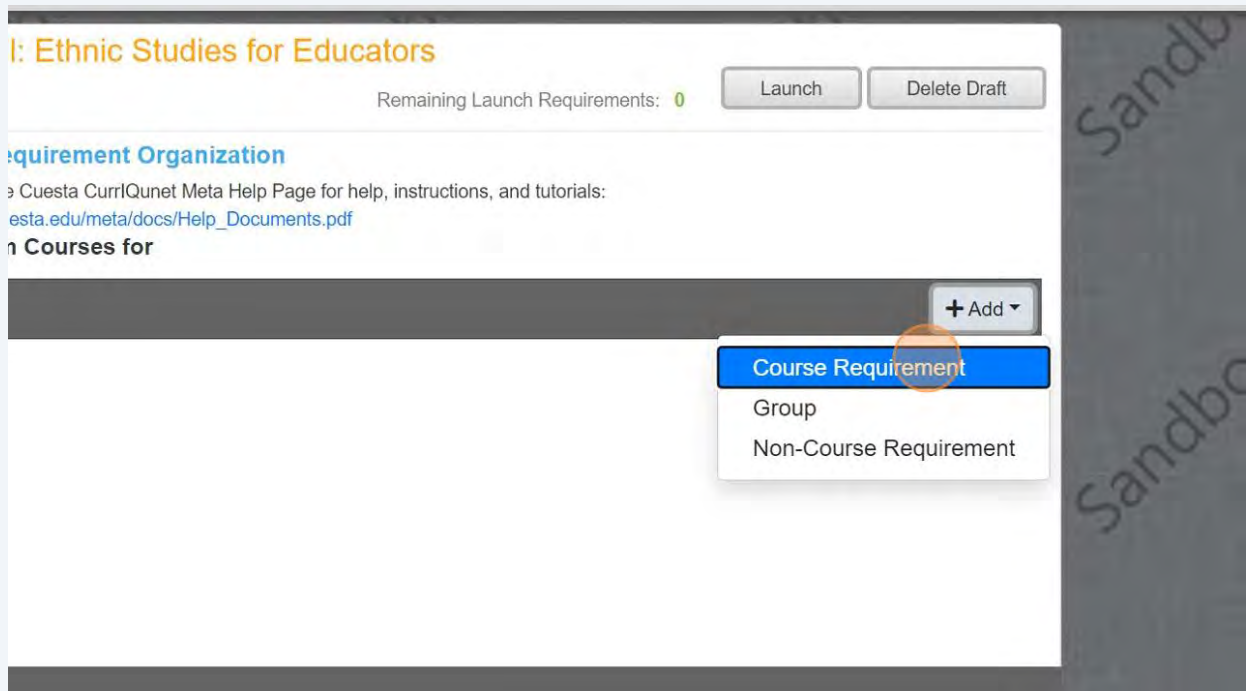 l: Ethnic Studies for Educators
Remaining Launch Requirements: 0
Launch
Delete Draft
equirement Organization
e Cuesta CurrIQunet Meta Help Page for help, instructions, and tutorials:
esta.edu/meta/docs/Help_Documents.pdf
n Courses for
+ Add
Course Requirement
Group
Non-Course Requirement
Sandbo
Sandbo